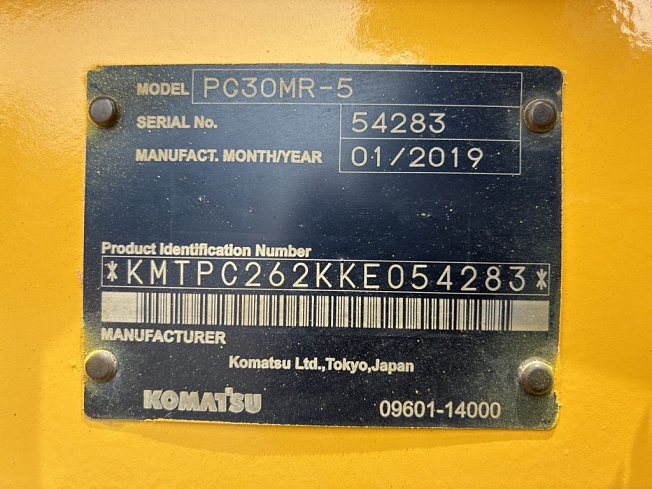 MODEL PC30MR-5
SERIAL No. 54283
MANUFACT. MONTH/YEAR 01/2019
Product Identification Number
*KMTPC262KKE054283*
MANUFACTURER
Komatsu Ltd.,Tokyo,Japan
KOMATSU 09601-14000